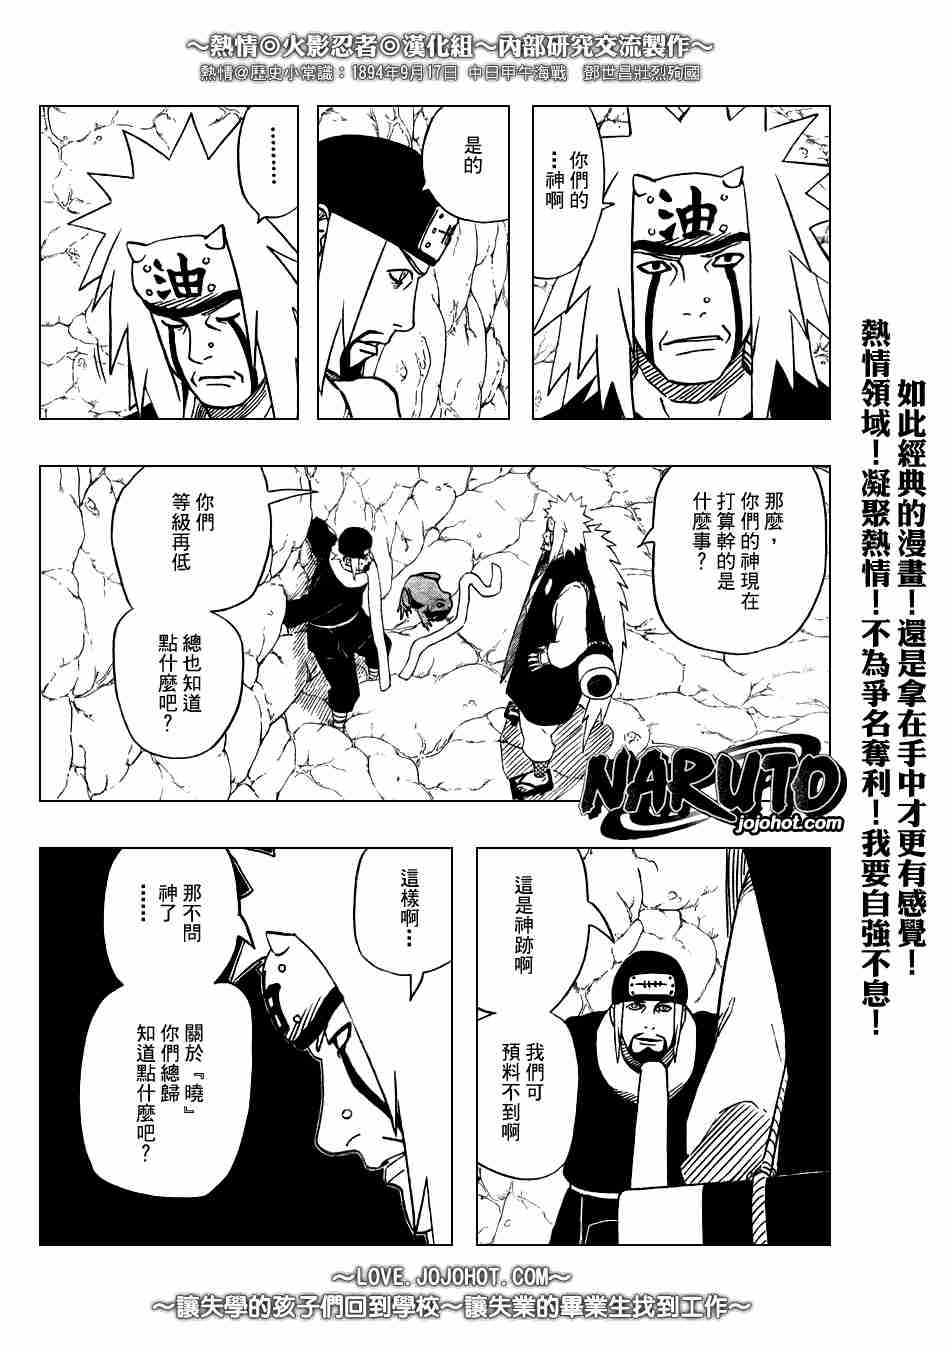 ～熱情◎火影忍者◎漢化組～內部研究交流製作～
熱情@歷史小常識：1894年9月17日 中日甲午海戰 鄧世昌壯烈殉國
你們的
…神啊
油
是的
………
油
那麼，
你們的神現在
打算幹的是
什麼事？
你們
等級再低
總也知道
點什麼吧？
NARUTO
jojohot.com
這是神跡啊
我們可
預料不到啊
這樣啊…
那不問
神了
……
關於『曉』
你們總歸
知道點什麼吧？
如此經典的漫畫！還是拿在手中才更有感覺！
熱情領域！凝聚熱情！不為爭名奪利！我要自強不息！
～LOVE.JOJOHOT.COM～
～讓失學的孩子們回到學校～讓失業的畢業生找到工作～